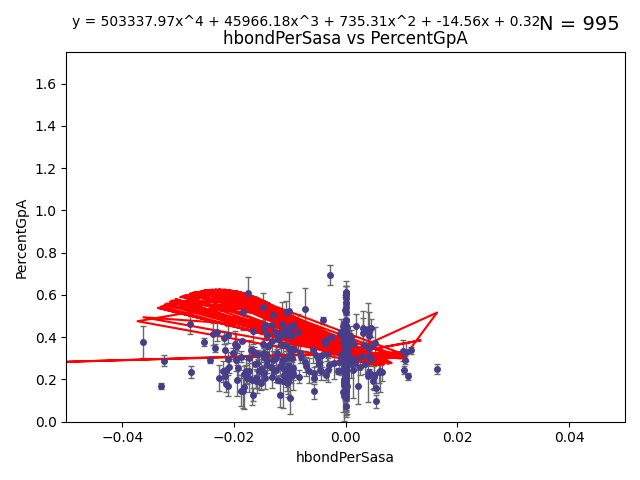 y = 503337.97x^4 + 45966.18x^3 + 735.31x^2 + -14.56x + 0.32
N = 995
hbondPerSasa vs PercentGpA
PercentGpA
1.6
1.4
1.2
1.0
0.8
0.6
0.4
0.2
0.0
−0.04 −0.02 0.00 0.02 0.04
hbondPerSasa